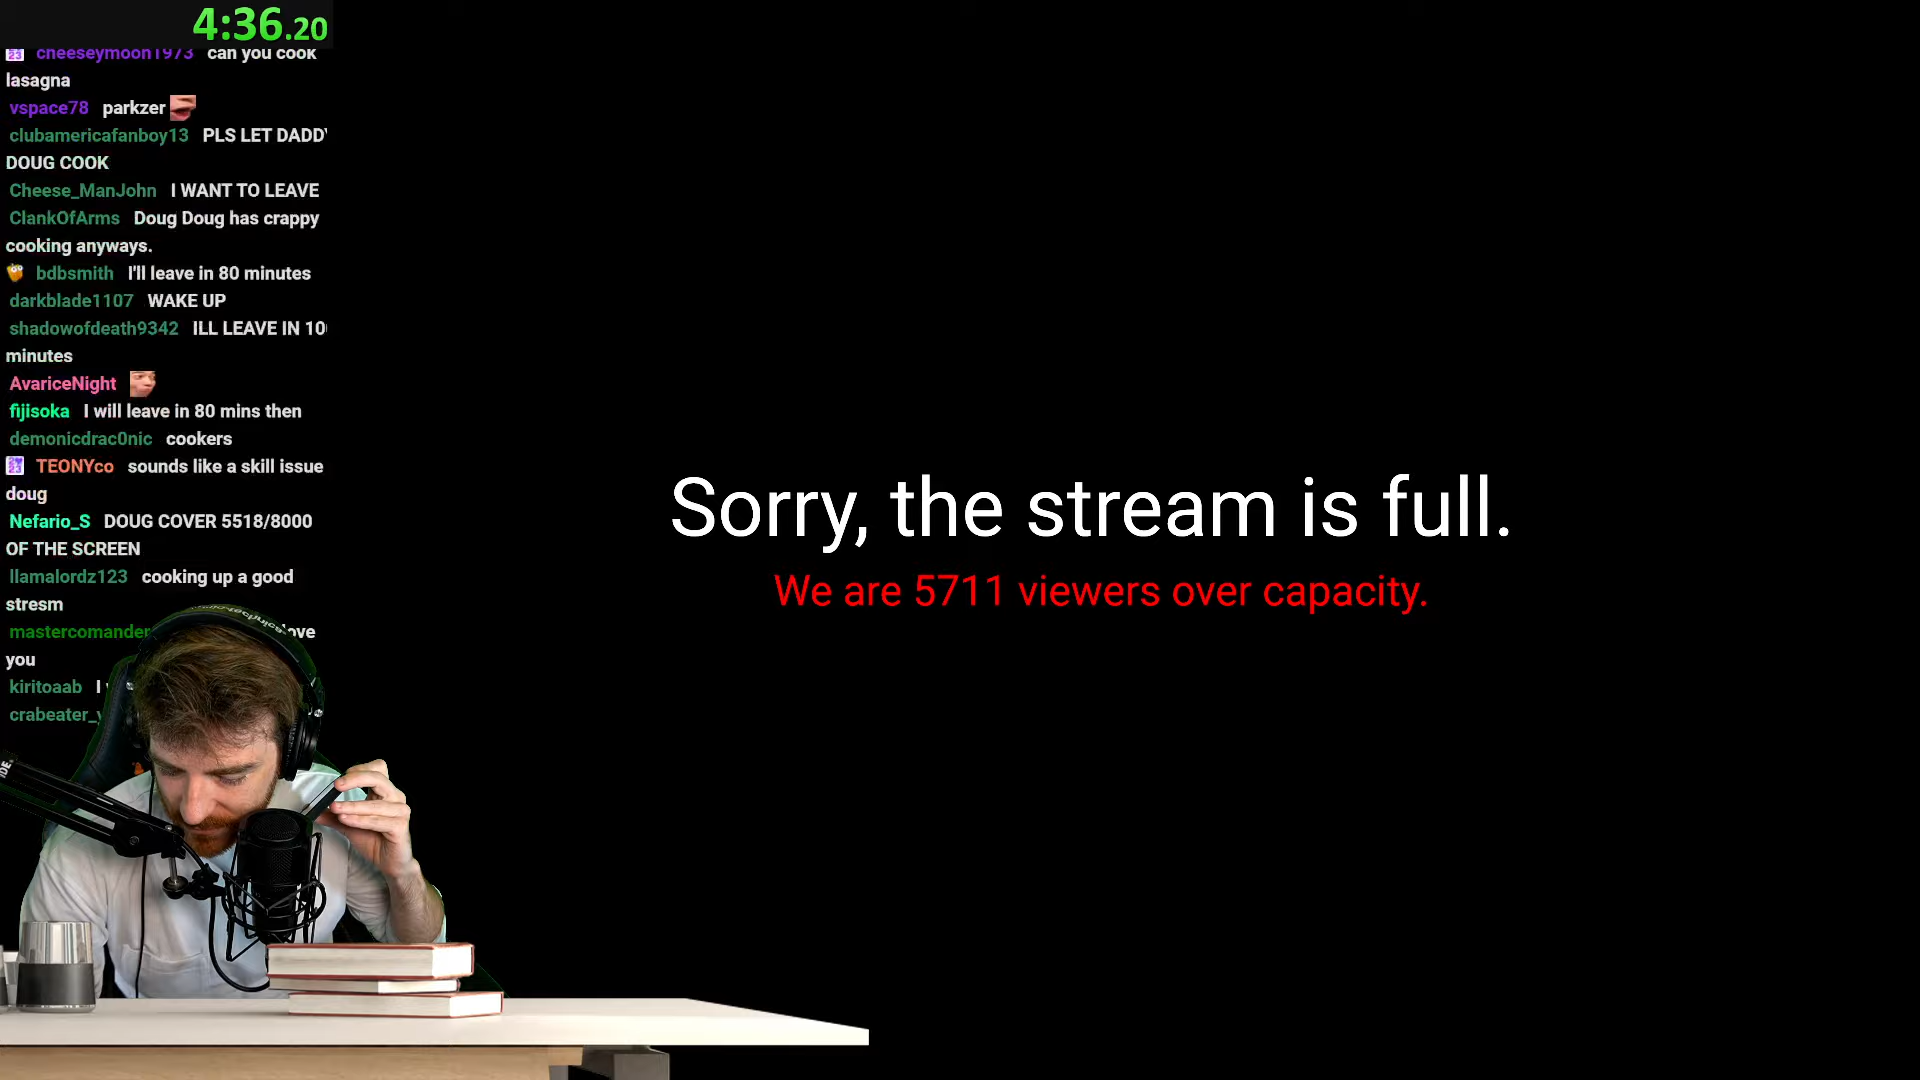 4:36.20
cheeseymoon1973 can you cook
lasagna
vspace78 parkzer
clubamericafanboy13 PLS LET DADDY
DOUG COOK
Cheese_ManJohn I WANT TO LEAVE
ClankOfArms Doug Doug has crappy
cooking anyways.
bdbsmith I'll leave in 80 minutes
darkblade1107 WAKE UP
shadowofdeath9342 ILL LEAVE IN
minutes
AvariceNight
fijisoka I will leave in 80 mins then
demonicdrac0nic cookers
TEONYco sounds like a skill issue
doug
Nefario_S DOUG COVER 5518/8000
OF THE SCREEN
llamalordz123 cooking up a good
stresm
mastercomander
you
kiritoaab I
Sorry, the stream is full.
We are 5711 viewers over capacity.